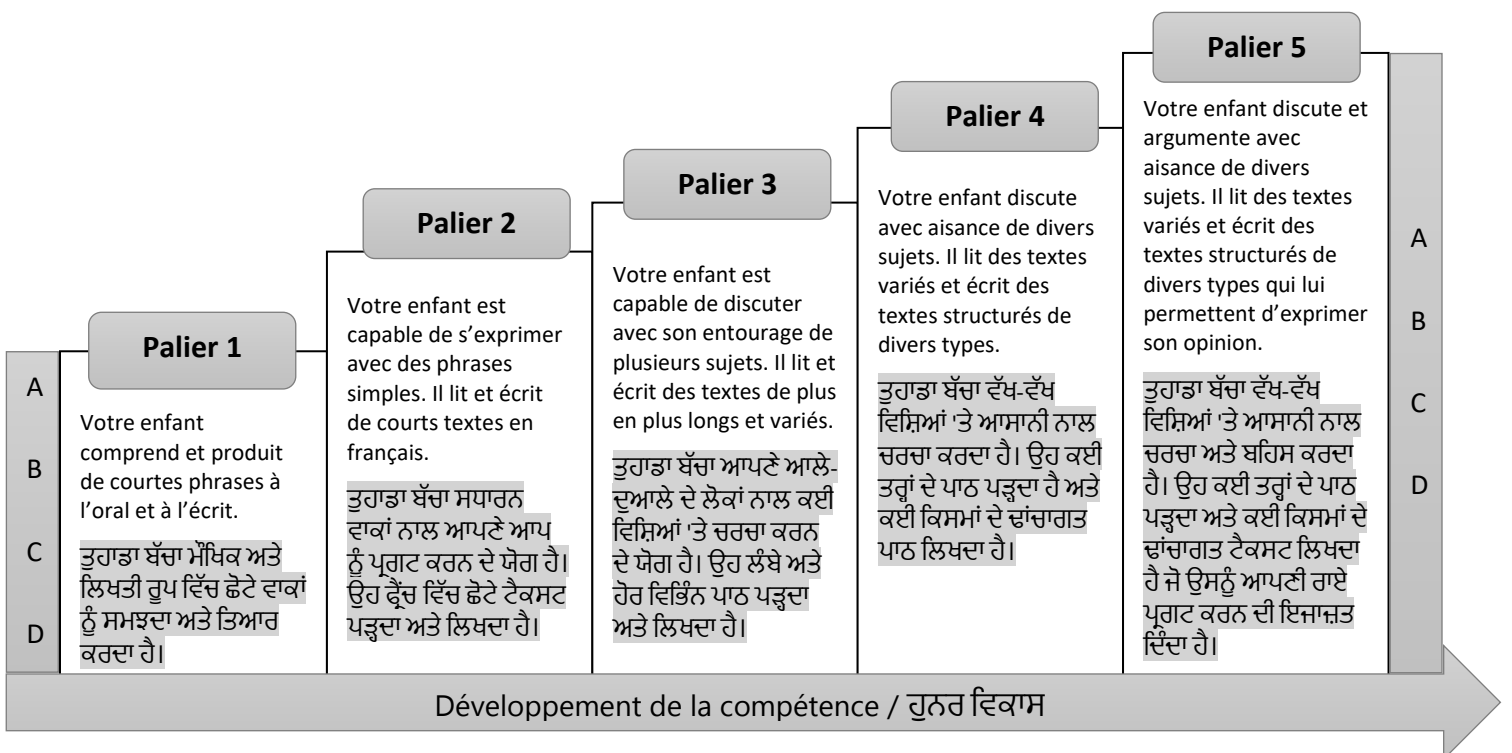 A
B
C
D
Palier 1
Votre enfant
comprend et produit
de courtes phrases à
l’oral et à l’écrit.
ਤੁਹਾਡਾ ਬੱਚਾ ਮੌਖਿਕ ਅਤੇ
ਲਿਖਤੀ ਰੂਪ ਵਿੱਚ ਛੋਟੇ ਵਾਕਾਂ
ਨੂੰ ਸਮਝਦਾ ਅਤੇ ਤਿਆਰ
ਕਰਦਾ ਹੈ।
Palier 2
Votre enfant est
capable de s’exprimer
avec des phrases
simples. Il lit et écrit
de courts textes en
français.
ਤੁਹਾਡਾ ਬੱਚਾ ਸਧਾਰਨ
ਵਾਕਾਂ ਨਾਲ ਆਪਣੇ ਆਪ
ਨੂੰ ਪ੍ਰਗਟ ਕਰਨ ਦੇ ਯੋਗ ਹੈ।
ਉਹ ਫ੍ਰੈਂਚ ਵਿੱਚ ਛੋਟੇ ਟੈਕਸਟ
ਪੜ੍ਹਦਾ ਅਤੇ ਲਿਖਦਾ ਹੈ।
Palier 3
Votre enfant est
capable de discuter
avec son entourage de
plusieurs sujets. Il lit et
écrit des textes de plus
en plus longs et variés.
ਤੁਹਾਡਾ ਬੱਚਾ ਆਪਣੇ ਆਲੇ-
ਦੁਆਲੇ ਦੇ ਲੋਕਾਂ ਨਾਲ ਕਈ
ਵਿਸ਼ਿਆਂ 'ਤੇ ਚਰਚਾ ਕਰਨ
ਦੇ ਯੋਗ ਹੈ। ਉਹ ਲੰਬੇ ਅਤੇ
ਹੋਰ ਵਿਭਿੰਨ ਪਾਠ ਪੜ੍ਹਦਾ
ਅਤੇ ਲਿਖਦਾ ਹੈ।
Palier 4
Votre enfant discute
avec aisance de divers
sujets. Il lit des textes
variés et écrit des
textes structurés de
divers types.
ਤੁਹਾਡਾ ਬੱਚਾ ਵੱਖ-ਵੱਖ
ਵਿਸ਼ਿਆਂ 'ਤੇ ਆਸਾਨੀ ਨਾਲ
ਚਰਚਾ ਕਰਦਾ ਹੈ। ਉਹ ਕਈ
ਤਰ੍ਹਾਂ ਦੇ ਪਾਠ ਪੜ੍ਹਦਾ ਹੈ ਅਤੇ
ਕਈ ਕਿਸਮਾਂ ਦੇ ਢਾਂਚਾਗਤ
ਪਾਠ ਲਿਖਦਾ ਹੈ।
Palier 5
Votre enfant discute et
argumente avec
aisance de divers
sujets. Il lit des textes
variés et écrit des
textes structurés de
divers types qui lui
permettent d’exprimer
son opinion.
ਤੁਹਾਡਾ ਬੱਚਾ ਵੱਖ-ਵੱਖ
ਵਿਸ਼ਿਆਂ 'ਤੇ ਆਸਾਨੀ ਨਾਲ
ਚਰਚਾ ਅਤੇ ਬਹਿਸ ਕਰਦਾ
ਹੈ। ਉਹ ਕਈ ਤਰ੍ਹਾਂ ਦੇ ਪਾਠ
ਪੜ੍ਹਦਾ ਅਤੇ ਕਈ ਕਿਸਮਾਂ ਦੇ
ਢਾਂਚਾਗਤ ਟੈਕਸਟ ਲਿਖਦਾ
ਹੈ ਜੋ ਉਸਨੂੰ ਆਪਣੀ ਰਾਏ
ਪ੍ਰਗਟ ਕਰਨ ਦੀ ਇਜਾਜ਼ਤ
ਦਿੰਦਾ ਹੈ।
A
B
C
D
Développement de la compétence / ਹੁਨਰ ਵਿਕਾਸ